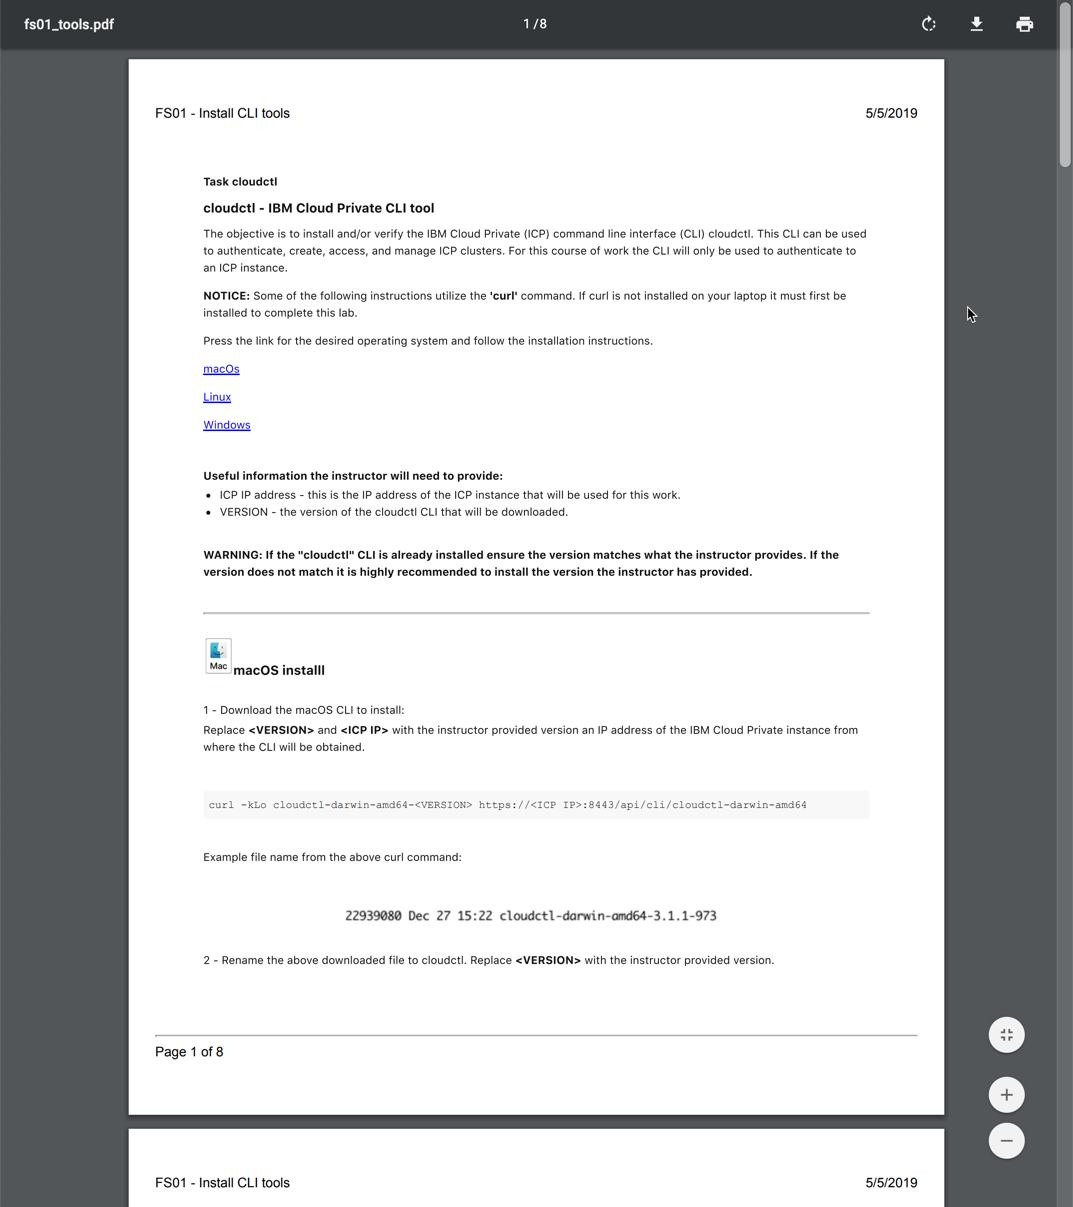 fs01_tools.pdf
1 / 8
FS01 - Install CLI tools 5/5/2019
Task cloudctl
cloudctl - IBM Cloud Private CLI tool
The objective is to install and/or verify the IBM Cloud Private (ICP) command line interface (CLI) cloudctl. This CLI can be used
to authenticate, create, access, and manage ICP clusters. For this course of work the CLI will only be used to authenticate to
an ICP instance.
NOTICE: Some of the following instructions utilize the 'curl' command. If curl is not installed on your laptop it must first be
installed to complete this lab.
Press the link for the desired operating system and follow the installation instructions.
macOs
Linux
Windows
Useful information the instructor will need to provide:
• ICP IP address - this is the IP address of the ICP instance that will be used for this work.
• VERSION - the version of the cloudctl CLI that will be downloaded.
WARNING: If the "cloudctl" CLI is already installed ensure the version matches what the instructor provides. If the
version does not match it is highly recommended to install the version the instructor has provided.
Mac
macOS installl
1 - Download the macOS CLI to install:
Replace <VERSION> and <ICP IP> with the instructor provided version an IP address of the IBM Cloud Private instance from
where the CLI will be obtained.
curl -kLo cloudctl-darwin-amd64-<VERSION> https://<ICP IP>:8443/api/cli/cloudctl-darwin-amd64
Example file name from the above curl command:
22939080 Dec 27 15:22 cloudctl-darwin-amd64-3.1.1-973
2 - Rename the above downloaded file to cloudctl. Replace <VERSION> with the instructor provided version.
Page 1 of 8
FS01 - Install CLI tools 5/5/2019